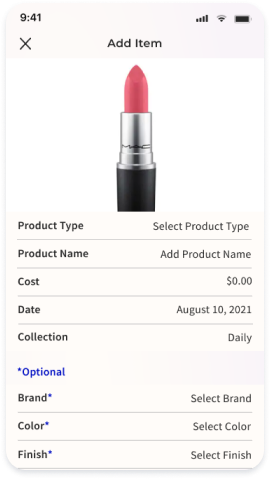 9:41
Add Item
MAC
Product Type Select Product Type
Product Name Add Product Name
Cost $0.00
Date August 10, 2021
Collection Daily
*Optional
Brand* Select Brand
Color* Select Color
Finish* Select Finish